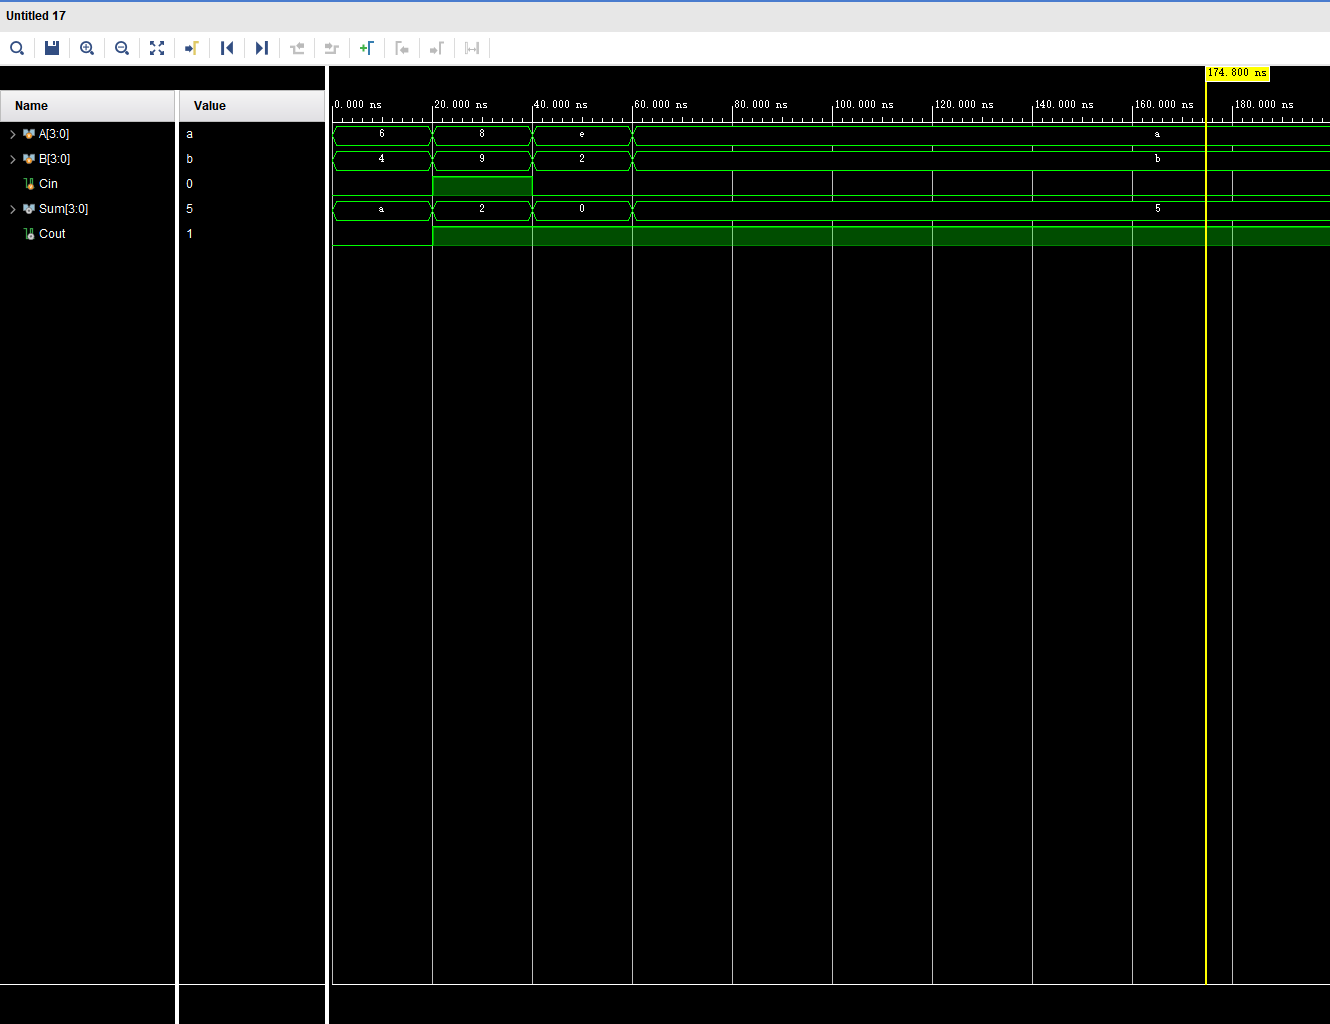 Untitled 17
174.800 ns
Name Value
0.000 ns 20.000 ns 40.000 ns 60.000 ns 80.000 ns 100.000 ns 120.000 ns 140.000 ns 160.000 ns 180.000 ns
A[3:0] a 6 8 e a
B[3:0] b 4 9 2 b
Cin 0
Sum[3:0] 5 a 2 0 5
Cout 1